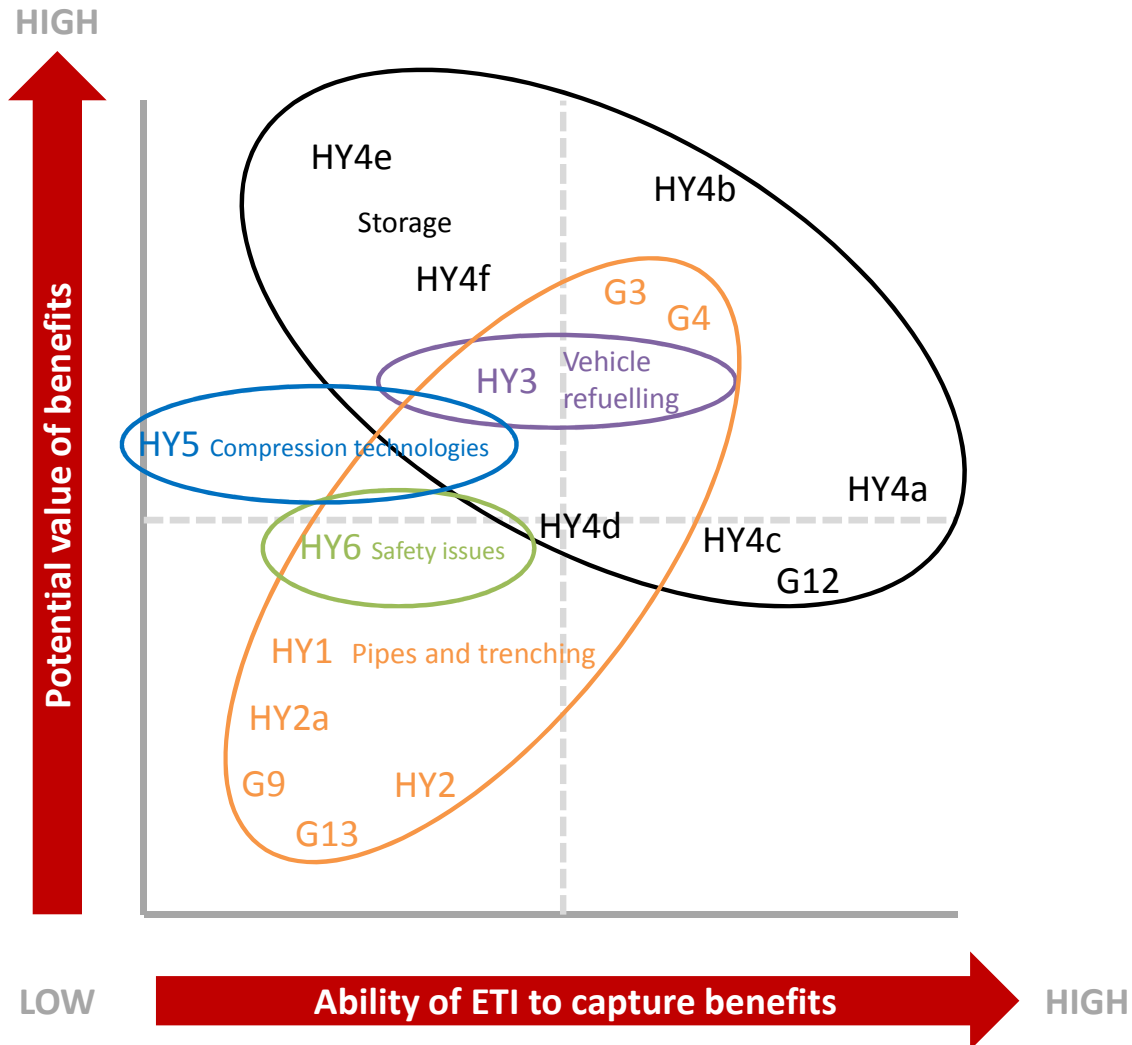 HIGH
Potential value of benefits
HY4e
HY4b
Storage
HY4f
G3
G4
HY3 Vehicle
refuelling
HY5 Compression technologies
HY4a
HY4d
HY4c
HY6 Safety issues
G12
HY1 Pipes and trenching
HY2a
G9
HY2
G13
LOW
Ability of ETI to capture benefits
HIGH